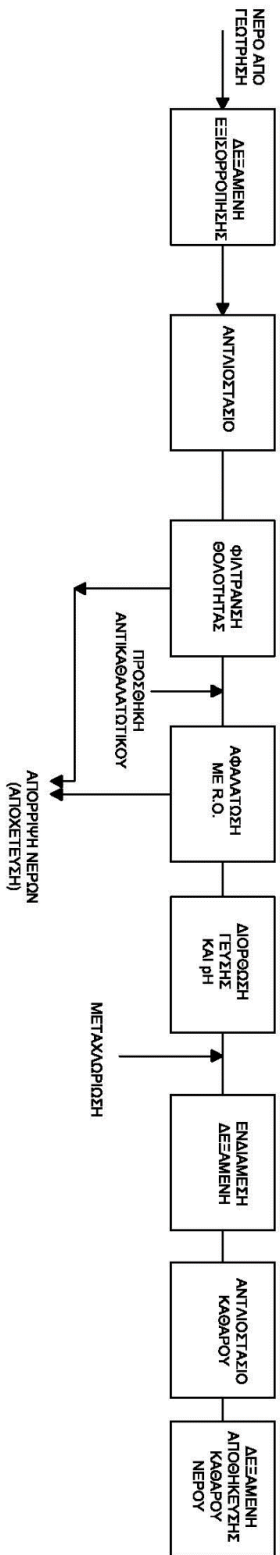 ΝΕΡΟ ΑΠΟ
ΓΕΩΤΡΗΣΗ
ΔΕΞΑΜΕΝΗ
ΕΞΙΣΟΡΡΟΠΗΣΗΣ
ΑΝΤΛΙΟΣΤΑΣΙΟ
ΦΙΛΤΡΑΝΣΗ
ΘΟΛΟΤΗΤΑΣ
ΠΡΟΣΘΗΚΗ
ΑΝΤΙΚΑΘΑΛΑΤΩΤΙΚΟΥ
ΑΦΑΛΑΤΩΣΗ
ΜΕ R.O.
ΑΠΟΡΡΙΨΗ ΝΕΡΩΝ
(ΑΠΟΧΕΤΕΥΣΗ)
ΔΙΟΡΘΩΣΗ
ΓΕΥΣΗΣ
ΚΑΙ pH
ΜΕΤΑΧΛΩΡΙΩΣΗ
ΕΝΔΙΑΜΕΣΗ
ΔΕΞΑΜΕΝΗ
ΑΝΤΛΙΟΣΤΑΣΙΟ
ΚΑΘΑΡΟΥ
ΔΕΞΑΜΕΝΗ
ΑΠΟΘΗΚΕΥΣΗΣ
ΚΑΘΑΡΟΥ
ΝΕΡΟΥ